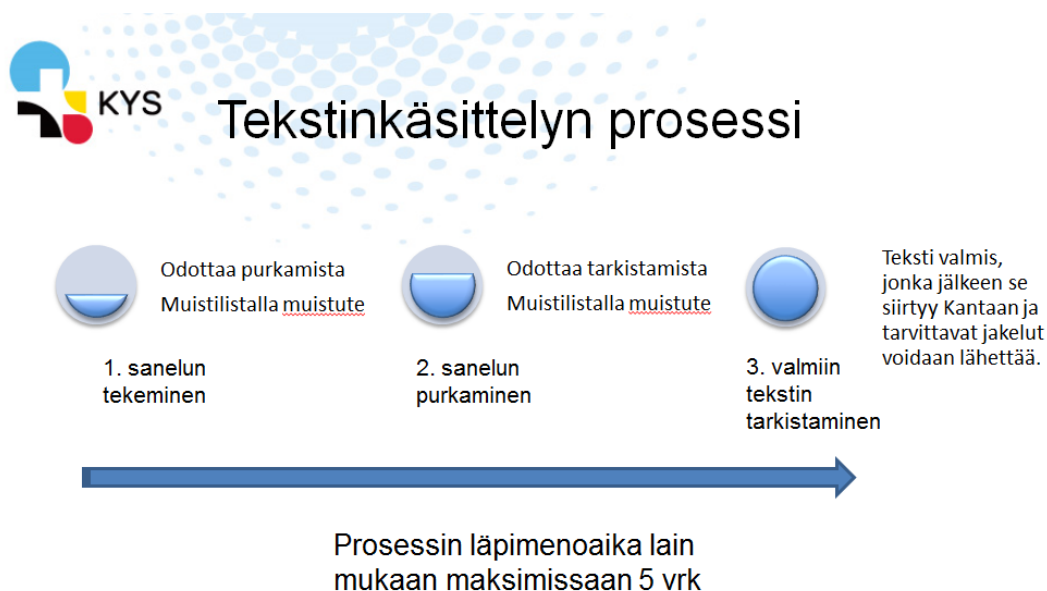 KYS
Tekstinkäsittelyn prosessi
Odottaa purkamista
Muistilistalla muistute
1. sanelun
tekeminen
Odottaa tarkistamista
Muistilistalla muistute
2. sanelun
purkaminen
3. valmiin
tekstin
tarkistaminen
Teksti valmis,
jonka jälkeen se
siirtyy Kantaan ja
tarvittavat jakelut
voidaan lähettää.
Prosessin läpimenoaika lain
mukaan maksimissaan 5 vrk